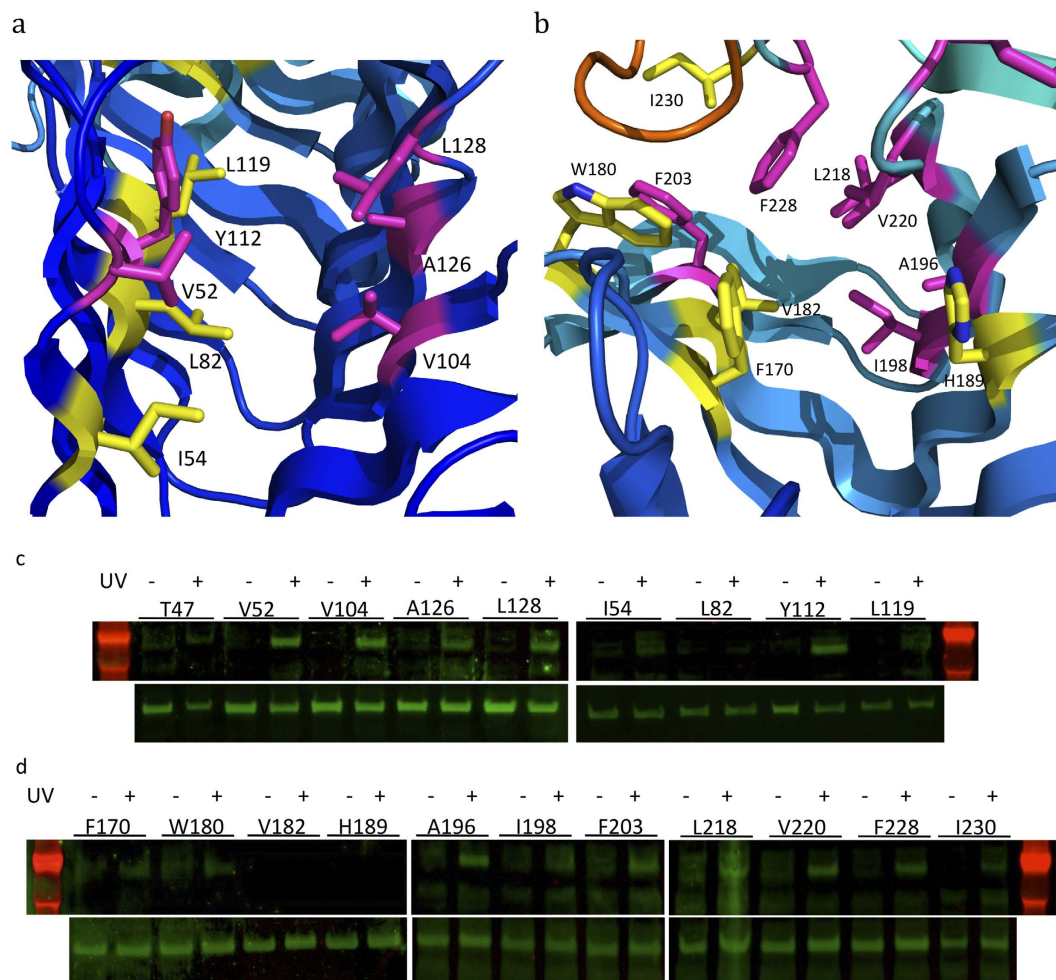 a
b
I230
L128
L119
W180
F203
L218
F228
Y112
V220
A126
A196
V52
V182
L82
V104
I198
F170
H189
I54
c
UV - + - + - + - + - + - + - + - + - +
T47 V52 V104 A126 L128 I54 L82 Y112 L119
d
UV - + - + - + - + - + - + - + - + - + - + - +
F170 W180 V182 H189 A196 I198 F203 L218 V220 F228 I230